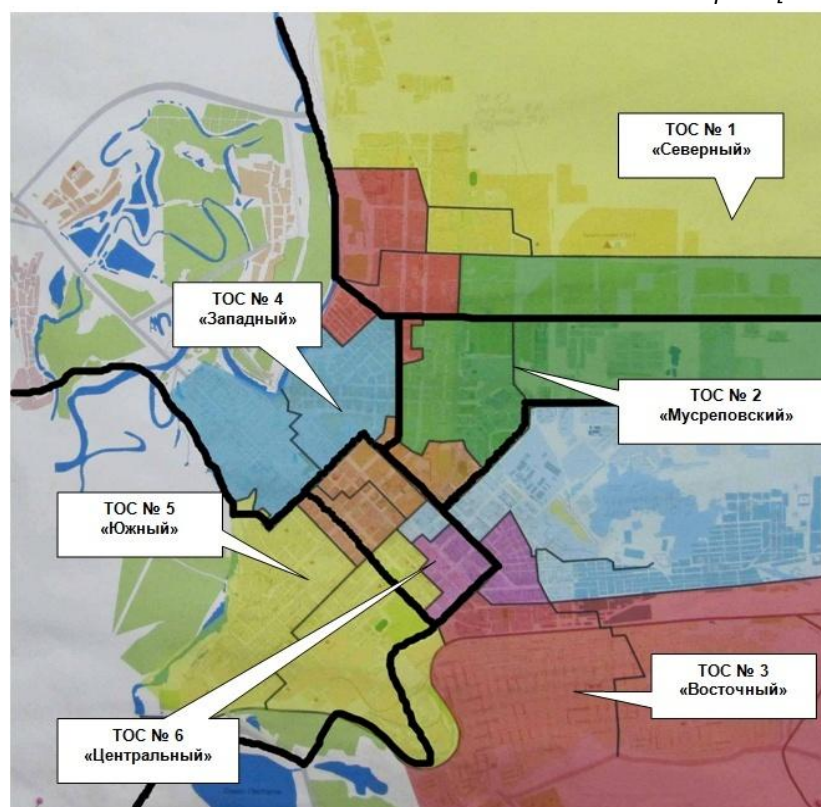 ТОС № 1
«Северный»
ТОС № 4
«Западный»
ТОС № 2
«Мусреповский»
ТОС № 5
«Южный»
ТОС № 3
«Восточный»
ТОС № 6
«Центральный»